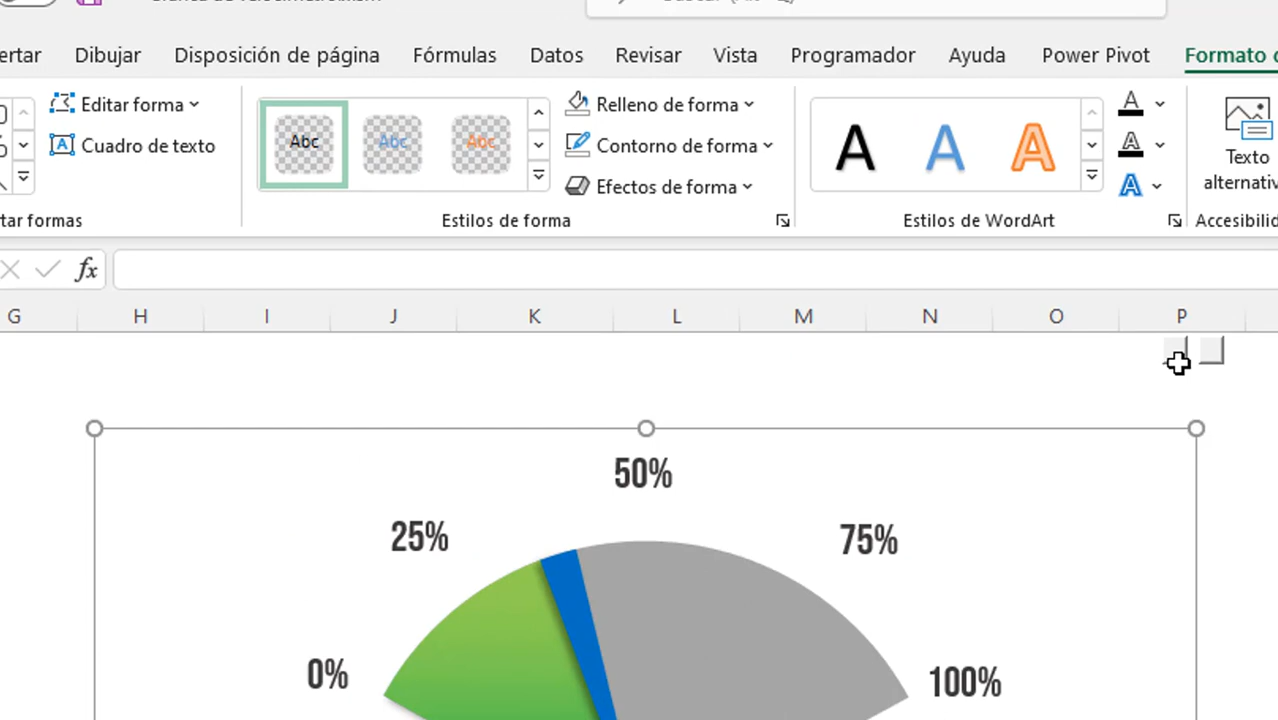 ertar Dibujar Disposición de página Fórmulas Datos Revisar Vista Programador Ayuda Power Pivot Formato d
Editar forma
Cuadro de texto
tar formas
Abc Abc Abc
Relleno de forma
Contorno de forma
Efectos de forma
Estilos de forma
A A A
A
A
A
Estilos de WordArt
Texto
alternativ
Accesibilid
fx
G H I J K L M N O P
50%
25%
75%
0%
100%